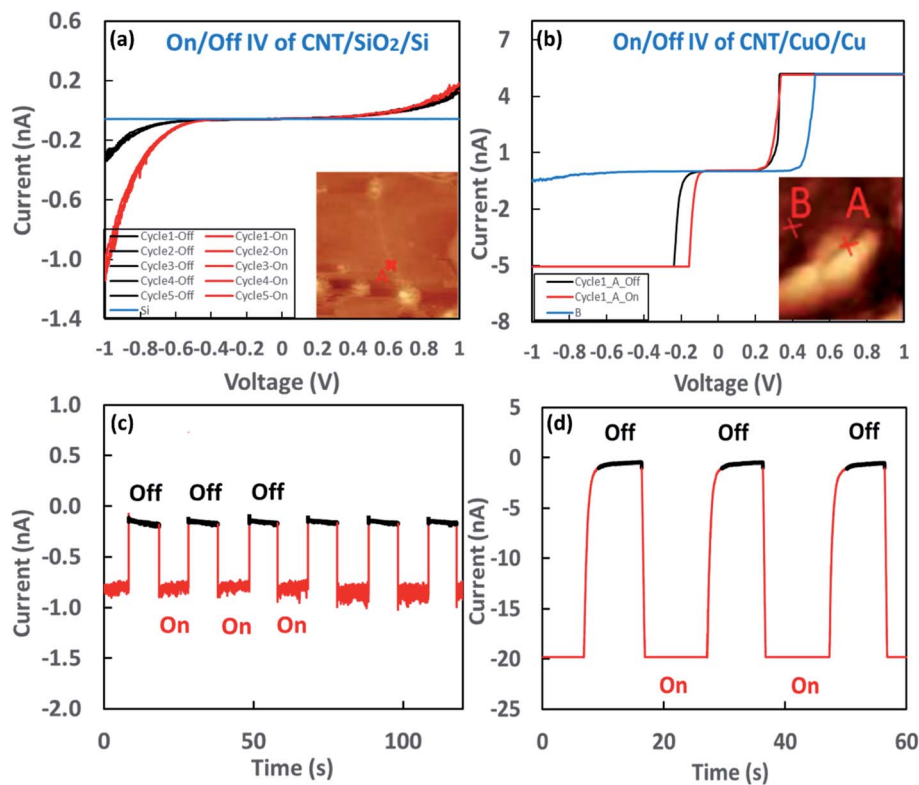 (a)
On/Off IV of CNT/SiO2/Si
0.6
0.2
-0.2
-0.6
-1.0
-1.4
Current (nA)
Cycle1-Off Cycle1-On
Cycle2-Off Cycle2-On
Cycle3-Off Cycle3-On
Cycle4-Off Cycle4-On
Cycle5-Off Cycle5-On
Si
-1 -0.8 -0.6 -0.4 -0.2 0 0.2 0.4 0.6 0.8 1
Voltage (V)
(b)
On/Off IV of CNT/CuO/Cu
7
4
1
-2
-5
-8
Current (nA)
B A
Cycle1_A_Off
Cycle1_A_On
B
-1 -0.8 -0.6 -0.4 -0.2 0 0.2 0.4 0.6 0.8 1
Voltage (V)
(c)
1.0
0.5
0.0
-0.5
-1.0
-1.5
-2.0
Current (nA)
Off Off Off
On On On
0 50 100
Time (s)
(d)
5
0
-5
-10
-15
-20
-25
Current (nA)
Off Off Off
On On
0 20 40 60
Time (s)